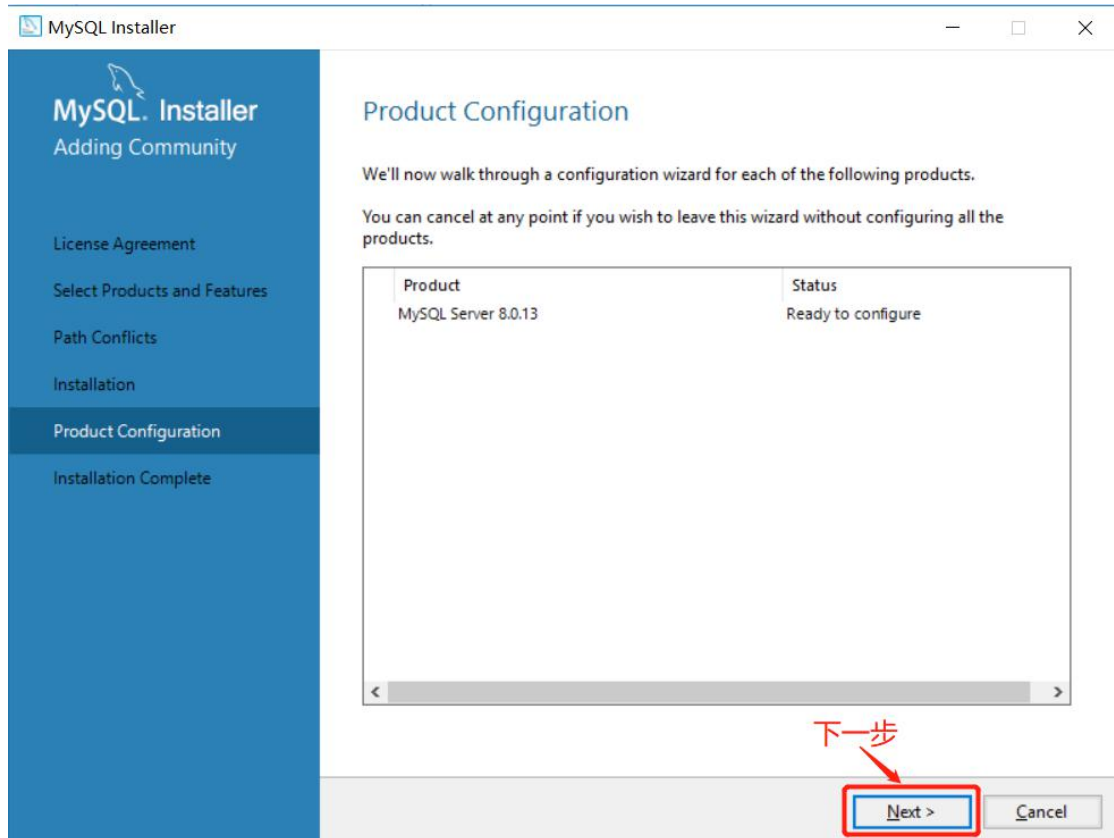 MySQL Installer
MySQL. Installer
Adding Community
License Agreement
Select Products and Features
Path Conflicts
Installation
Product Configuration
Installation Complete
Product Configuration
We'll now walk through a configuration wizard for each of the following products.
You can cancel at any point if you wish to leave this wizard without configuring all the
products.
Product Status
MySQL Server 8.0.13 Ready to configure
下一步
Next > Cancel